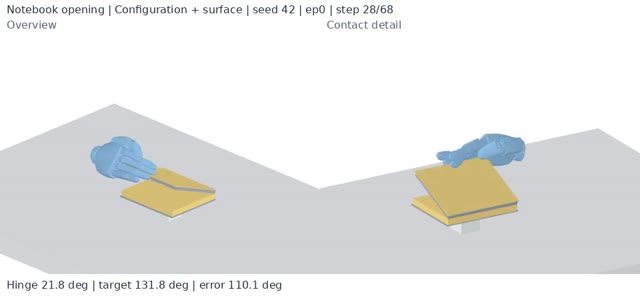 Notebook opening | Configuration + surface | seed 42 | ep0 | step 28/68
Overview
Contact detail
Hinge 21.8 deg | target 131.8 deg | error 110.1 deg